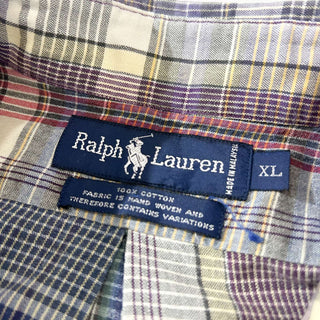 Ralph Lauren
MADE IN MALAYSIA
XL
100% COTTON
FABRIC IS HAND WOVEN AND
THEREFORE CONTAINS VARIATIONS